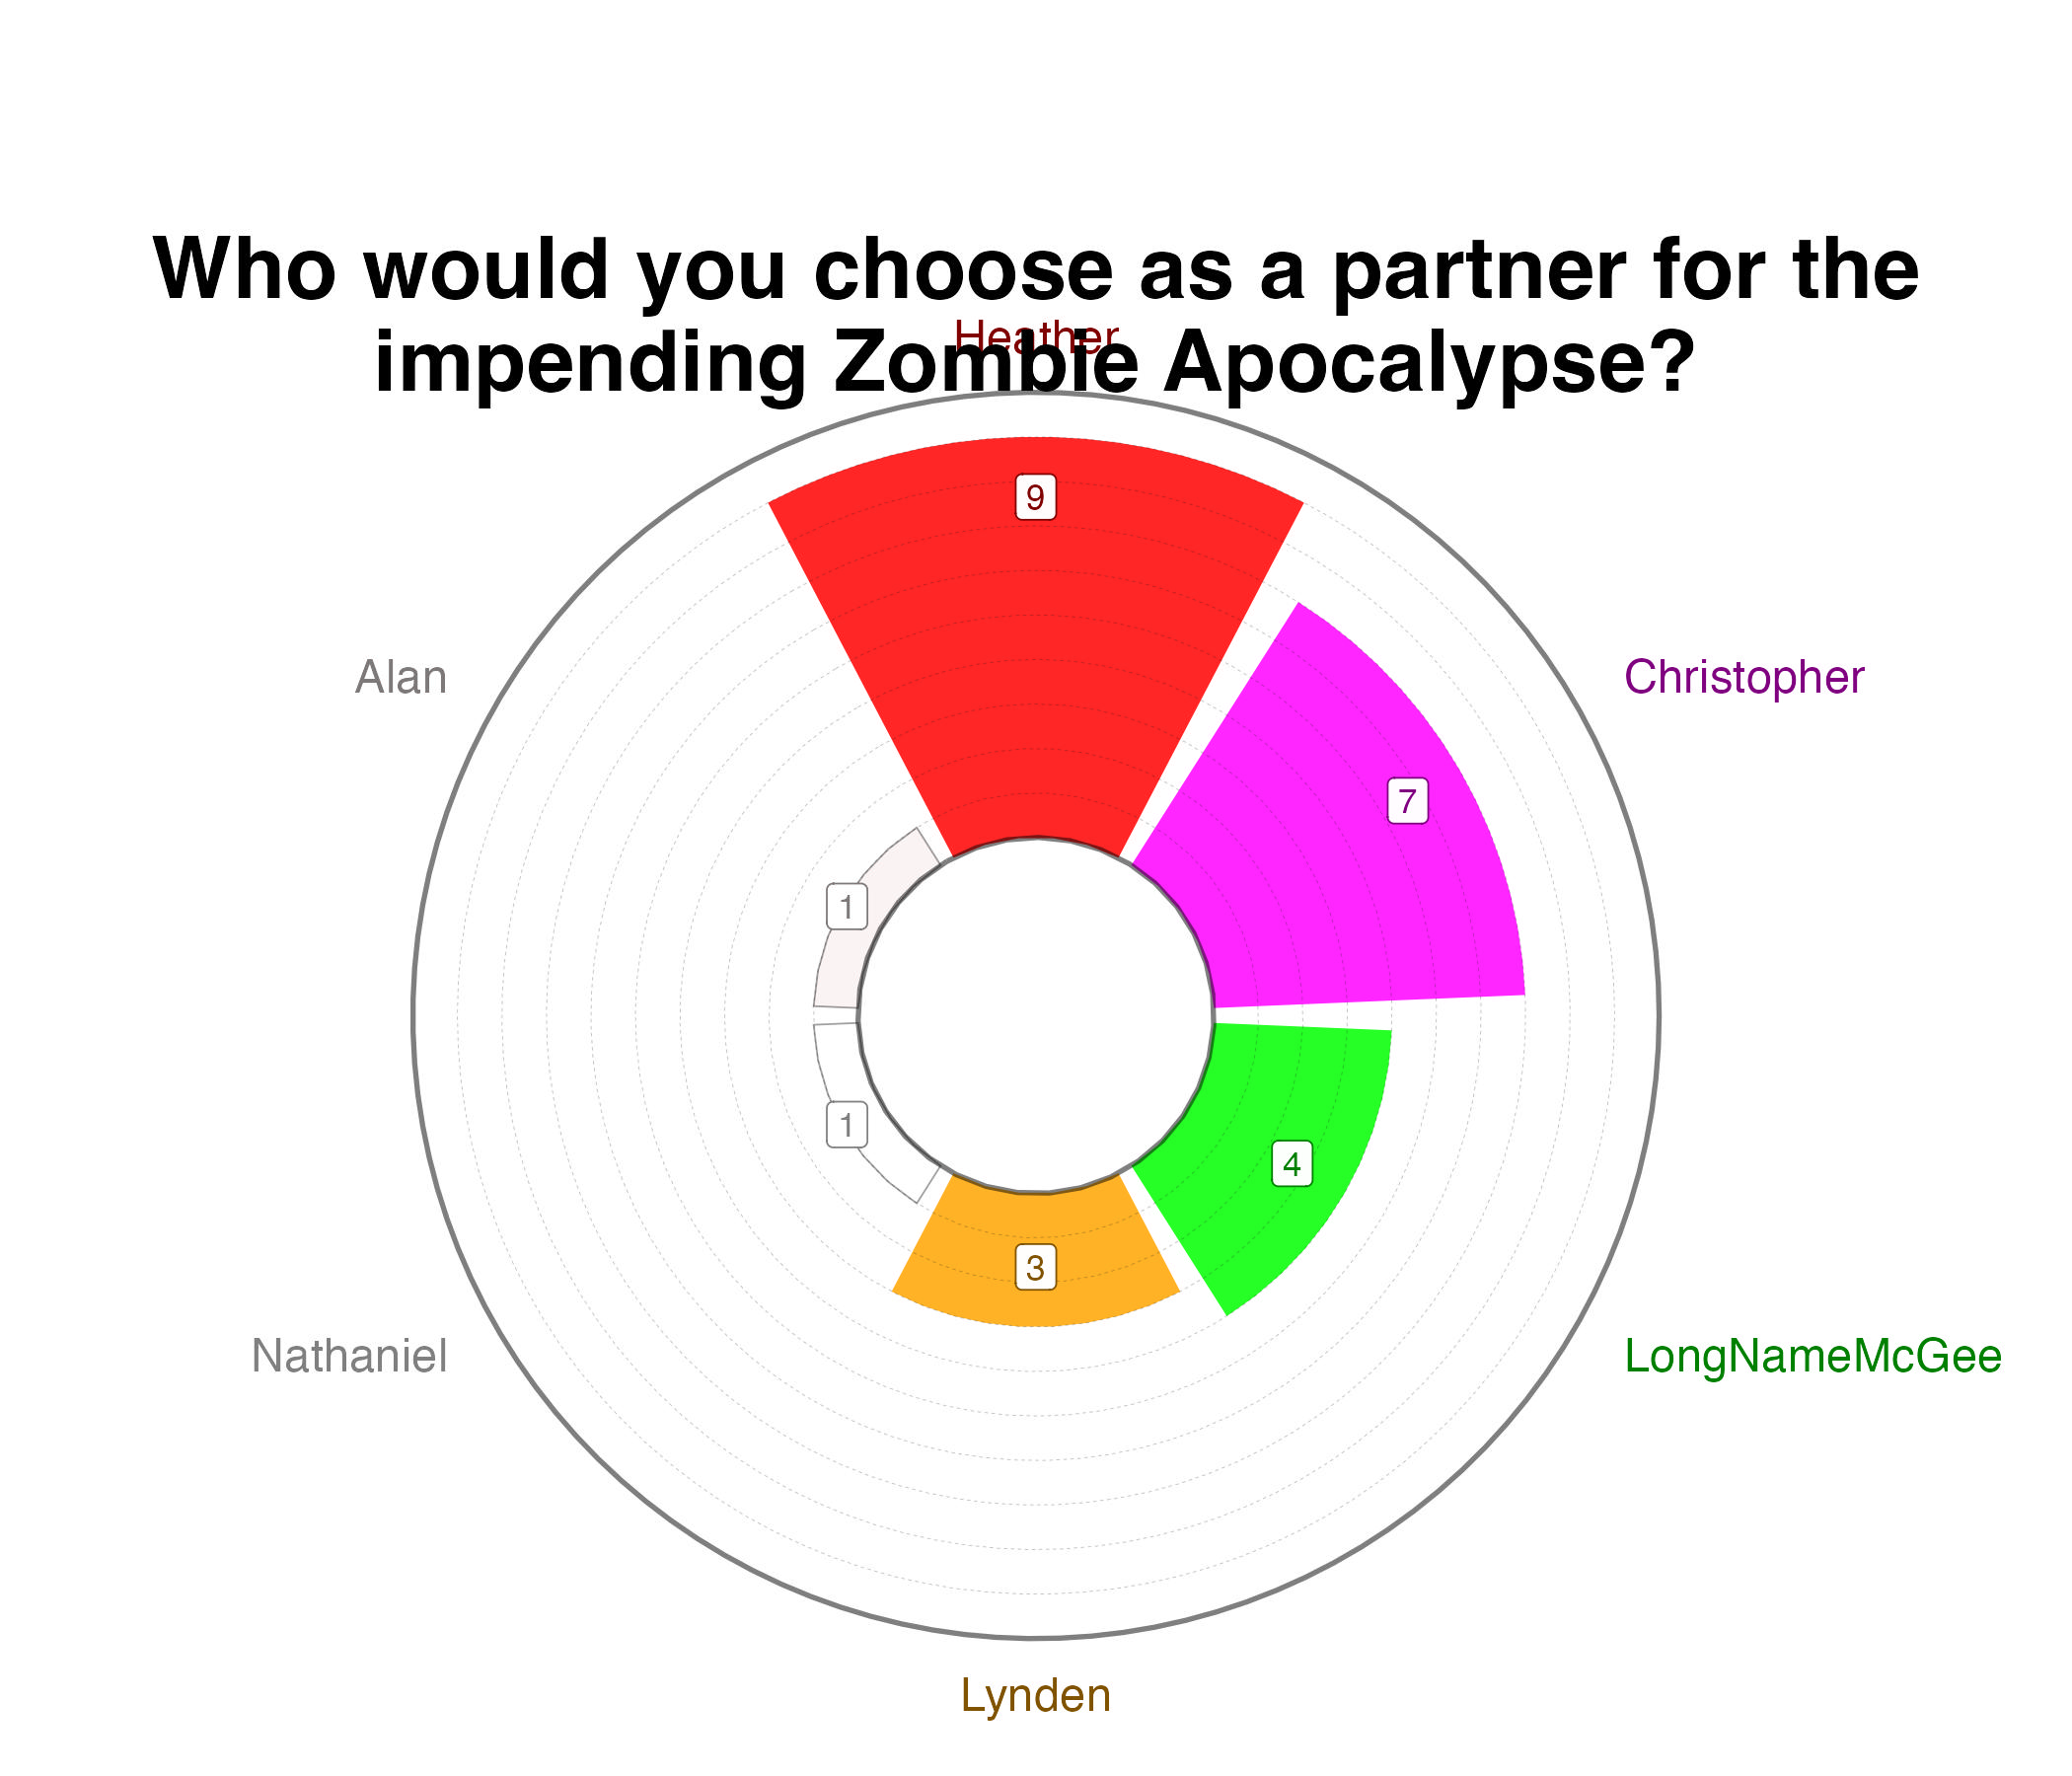 Who would you choose as a partner for the
Heather
impending Zombie Apocalypse?
9
Alan
Christopher
7
1
1
4
3
Nathaniel
LongNameMcGee
Lynden